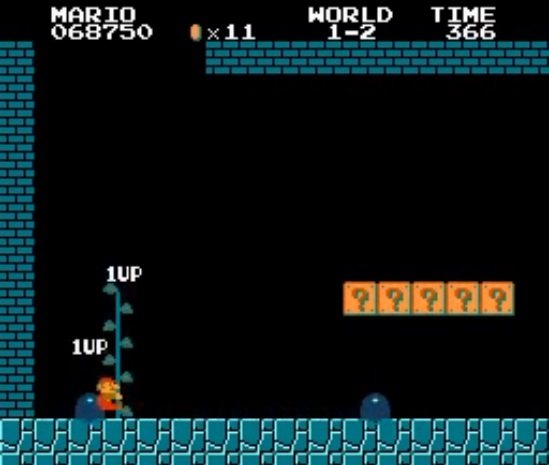 MARIO WORLD TIME
068750 ×11 1-2 366
1UP
? ? ? ? ?
1UP